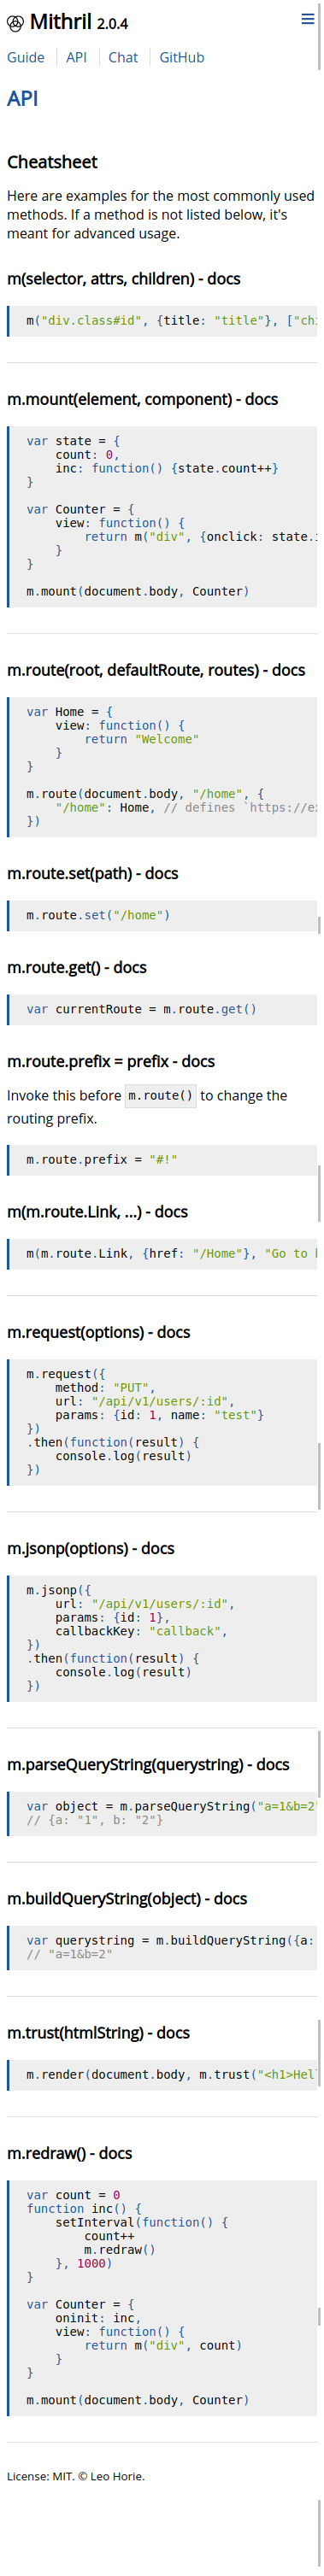 Mithril 2.0.4
Guide
API
Chat
GitHub
API
Cheatsheet
Here are examples for the most commonly used
methods. If a method is not listed below, it's
meant for advanced usage.
m(selector, attrs, children) - docs
m("div.class#id", {title: "title"}, ["chi
m.mount(element, component) - docs
var state = {
    count: 0,
    inc: function() {state.count++}
}
var Counter = {
    view: function() {
        return m("div", {onclick: state.i
    }
}
m.mount(document.body, Counter)
m.route(root, defaultRoute, routes) - docs
var Home = {
    view: function() {
        return "Welcome"
    }
}
m.route(document.body, "/home", {
    "/home": Home, // defines `https://ex
})
m.route.set(path) - docs
m.route.set("/home")
m.route.get() - docs
var currentRoute = m.route.get()
m.route.prefix = prefix - docs
Invoke this before m.route() to change the
routing prefix.
m.route.prefix = "#!"
m(m.route.Link, ...) - docs
m(m.route.Link, {href: "/Home"}, "Go to h
m.request(options) - docs
m.request({
    method: "PUT",
    url: "/api/v1/users/:id",
    params: {id: 1, name: "test"}
})
.then(function(result) {
    console.log(result)
})
m.jsonp(options) - docs
m.jsonp({
    url: "/api/v1/users/:id",
    params: {id: 1},
    callbackKey: "callback",
})
.then(function(result) {
    console.log(result)
})
m.parseQueryString(querystring) - docs
var object = m.parseQueryString("a=1&b=2"
// {a: "1", b: "2"}
m.buildQueryString(object) - docs
var querystring = m.buildQueryString({a:
// "a=1&b=2"
m.trust(htmlString) - docs
m.render(document.body, m.trust("<h1>Hel
m.redraw() - docs
var count = 0
function inc() {
    setInterval(function() {
        count++
        m.redraw()
    }, 1000)
}
var Counter = {
    oninit: inc,
    view: function() {
        return m("div", count)
    }
}
m.mount(document.body, Counter)
License: MIT. © Leo Horie.